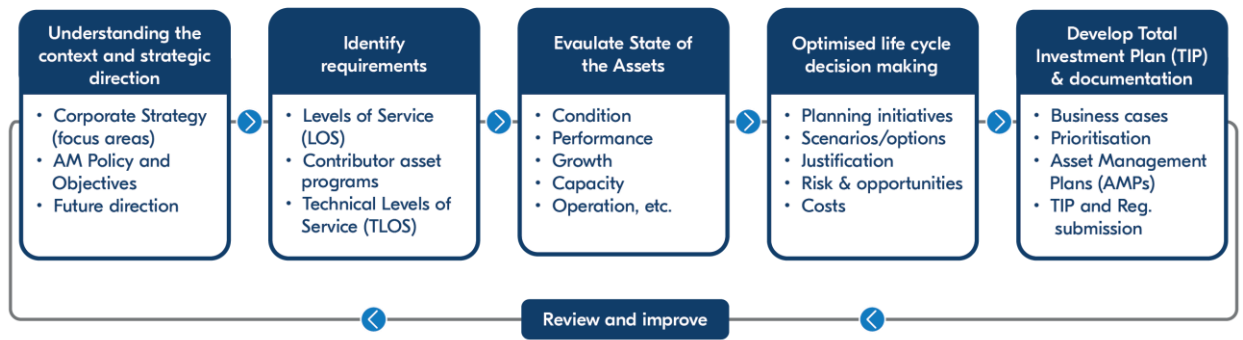 Understanding the
context and strategic
direction
• Corporate Strategy
(focus areas)
• AM Policy and
Objectives
• Future direction
Identify
requirements
• Levels of Service
(LOS)
• Contributor asset
programs
• Technical Levels of
Service (TLOS)
Evaulate State of
the Assets
• Condition
• Performance
• Growth
• Capacity
• Operation, etc.
Optimised life cycle
decision making
• Planning initiatives
• Scenarios/options
• Justification
• Risk & opportunities
• Costs
Develop Total
Investment Plan (TIP)
& documentation
• Business cases
• Prioritisation
• Asset Management
Plans (AMPs)
• TIP and Reg.
submission
Review and improve